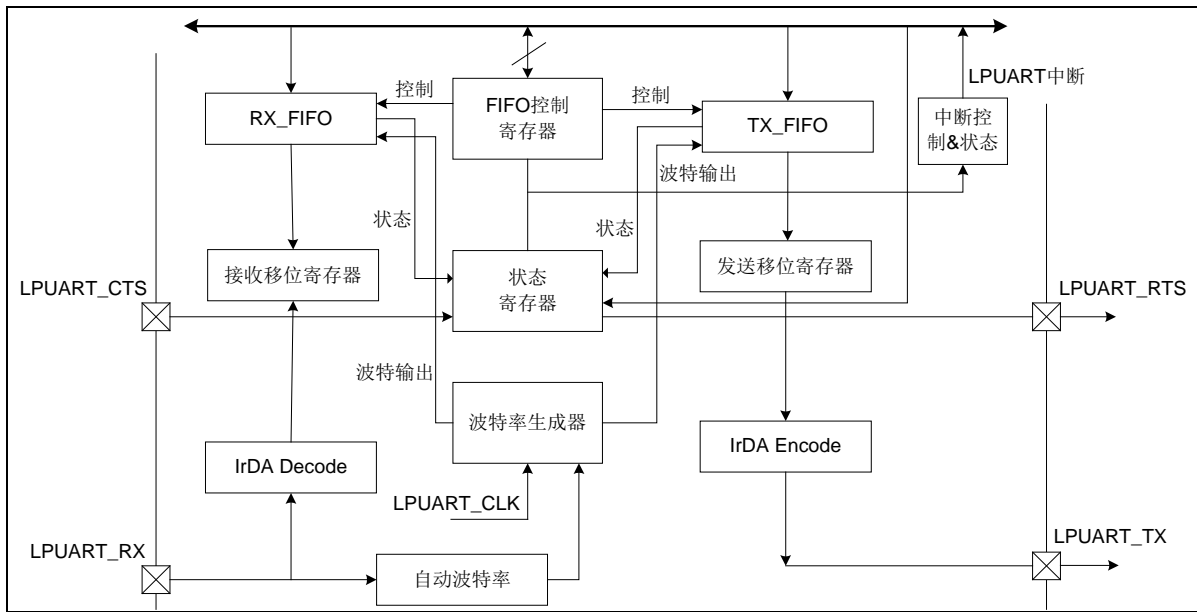 LPUART中断
控制
FIFO控制
寄存器
控制
RX_FIFO
TX_FIFO
中断控
制&状态
波特输出
状态
状态
接收移位寄存器
状态
寄存器
发送移位寄存器
LPUART_CTS
LPUART_RTS
波特输出
波特率生成器
IrDA Decode
IrDA Encode
LPUART_CLK
LPUART_RX
LPUART_TX
自动波特率